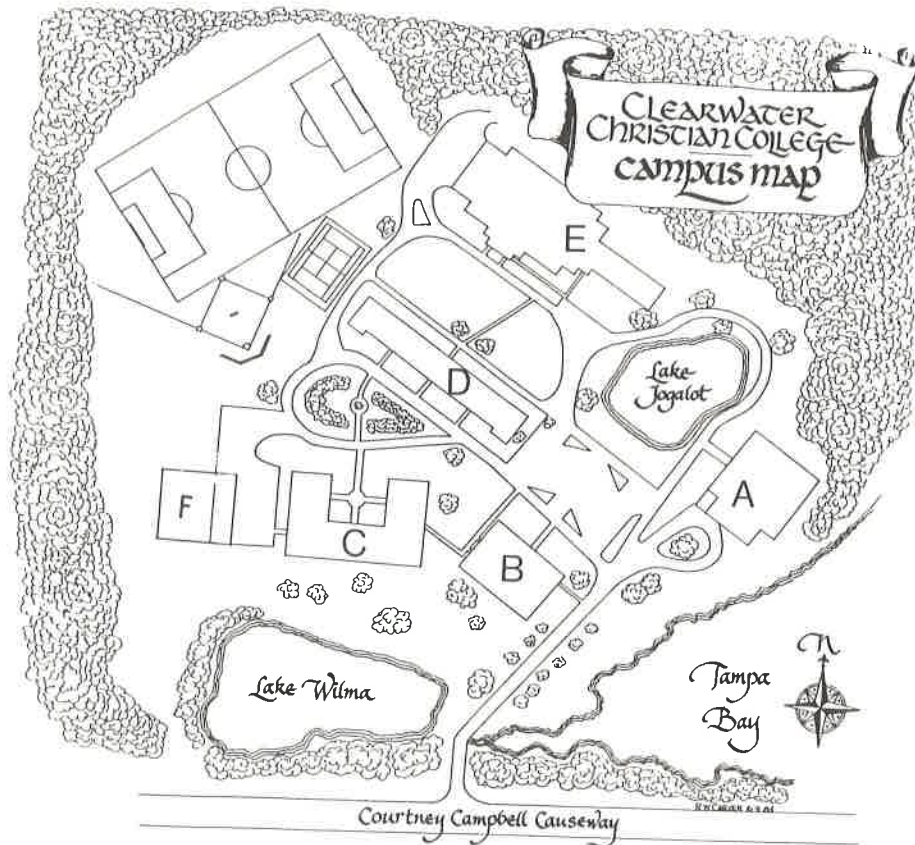 CLEARWATER
CHRISTIAN COLLEGE
CAMPUS MAP
E
D
Lake
Jogalot
A
F
C
B
N
Lake Wilma
Tampa
Bay
Courtney Campbell Causeway